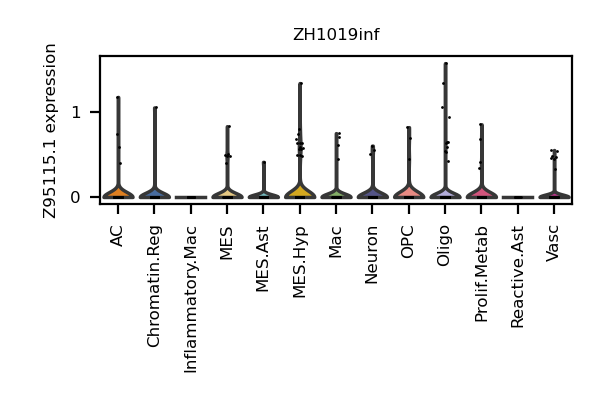 ZH1019inf
Z95115.1 expression
1
0
AC
Chromatin.Reg
Inflammatory.Mac
MES
MES.Ast
MES.Hyp
Mac
Neuron
OPC
Oligo
Prolif.Metab
Reactive.Ast
Vasc